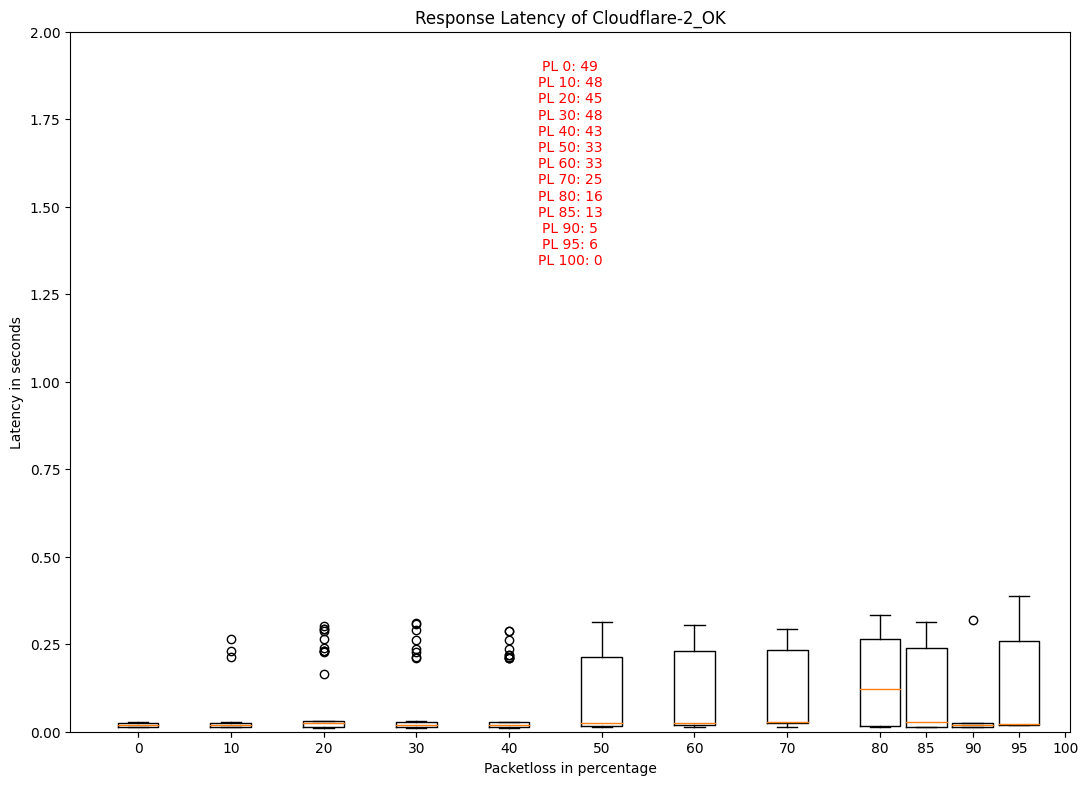 Response Latency of Cloudflare-2_OK
2.00
1.75
1.50
1.25
1.00
0.75
0.50
0.25
0.00
Latency in seconds
PL 0: 49
PL 10: 48
PL 20: 45
PL 30: 48
PL 40: 43
PL 50: 33
PL 60: 33
PL 70: 25
PL 80: 16
PL 85: 13
PL 90: 5
PL 95: 6
PL 100: 0
0 10 20 30 40 50 60 70 80 85 90 95 100
Packetloss in percentage